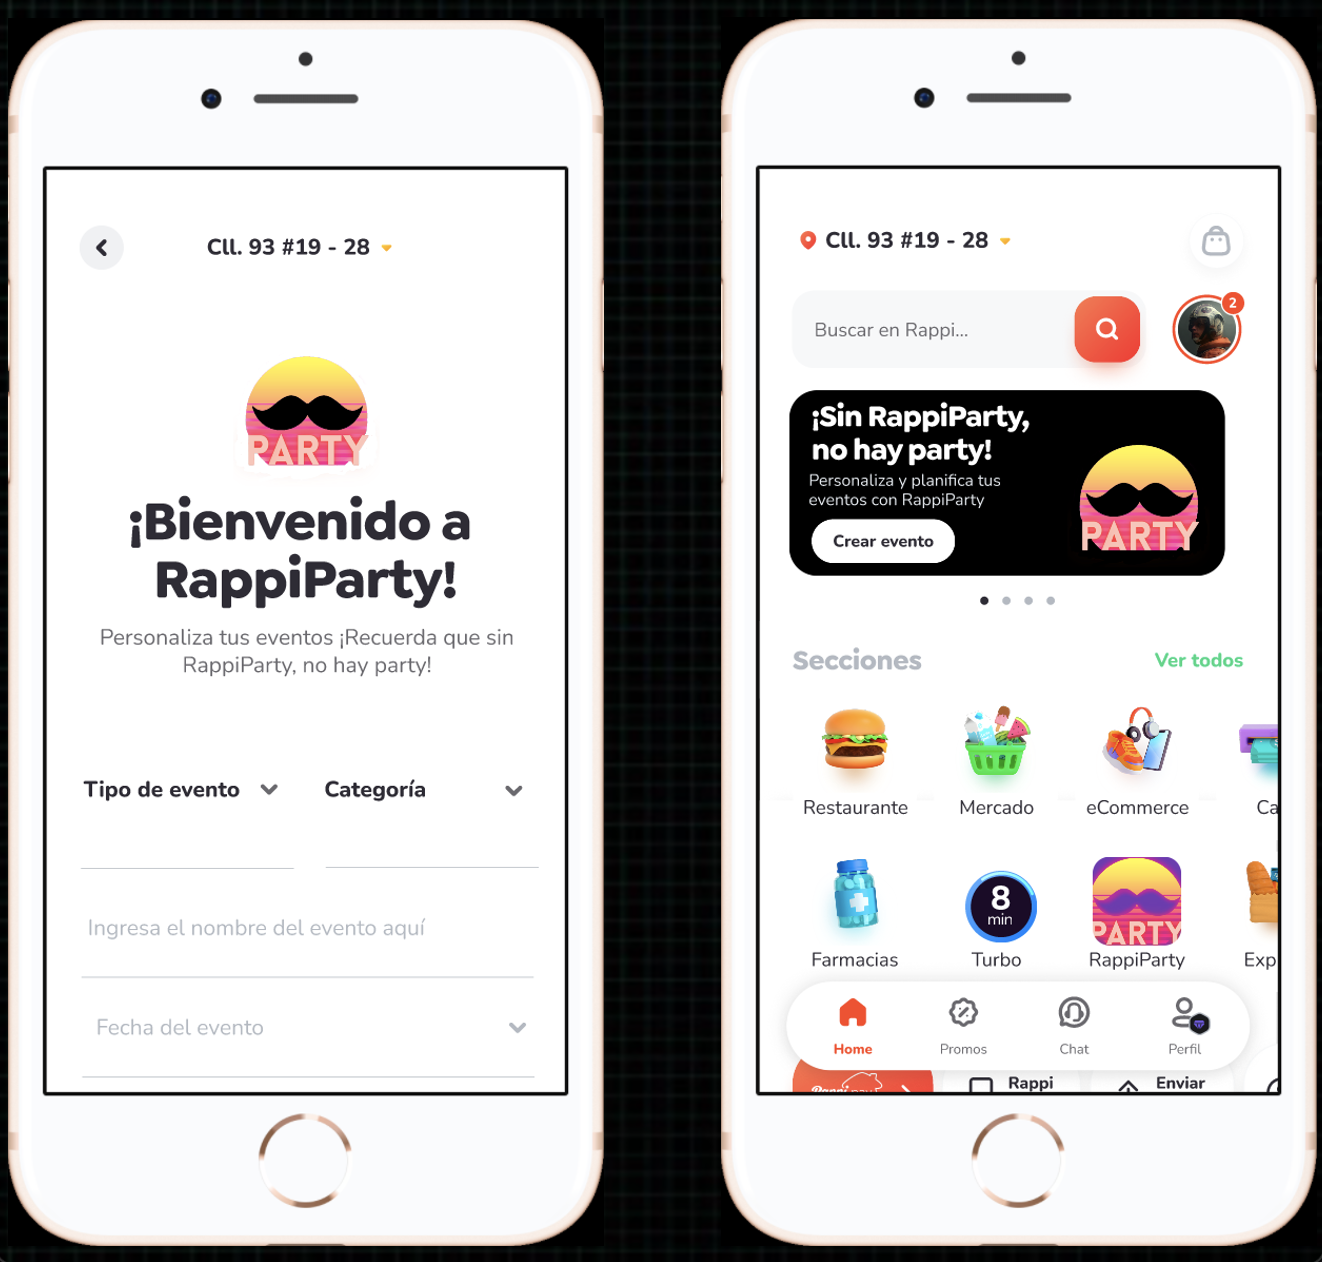 Cll. 93 #19 - 28
PARTY
¡Bienvenido a
RappiParty!
Personaliza tus eventos ¡Recuerda que sin
RappiParty, no hay party!
Tipo de evento
Categoría
Ingresa el nombre del evento aquí
Fecha del evento
Cll. 93 #19 - 28
Buscar en Rappi...
2
¡Sin RappiParty,
no hay party!
Personaliza y planifica tus
eventos con RappiParty
Crear evento
PARTY
Secciones
Ver todos
Restaurante
Mercado
eCommerce
Ca
8
min
PARTY
Farmacias
Turbo
RappiParty
Exp
Home
Promos
Chat
Perfil
Rappi
Enviar